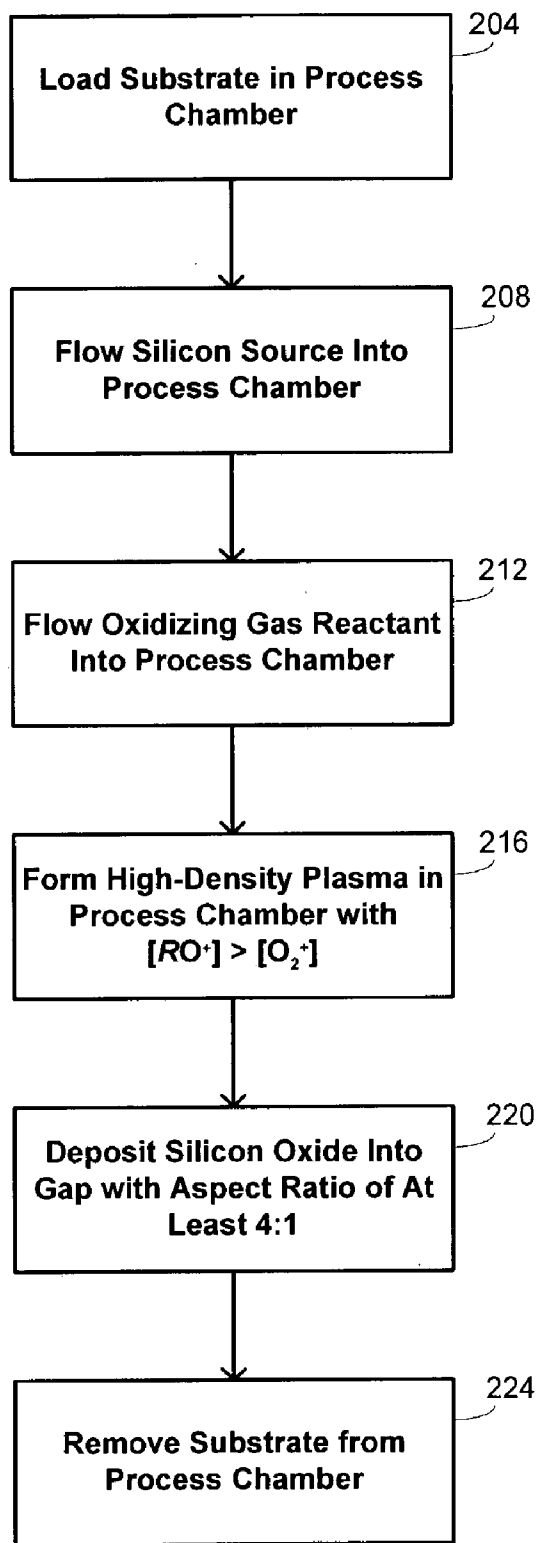 204
Load Substrate in Process
Chamber
208
Flow Silicon Source Into
Process Chamber
212
Flow Oxidizing Gas Reactant
Into Process Chamber
216
Form High-Density Plasma in
Process Chamber with
[RO⁺] > [O₂⁺]
220
Deposit Silicon Oxide Into
Gap with Aspect Ratio of At
Least 4:1
224
Remove Substrate from
Process Chamber